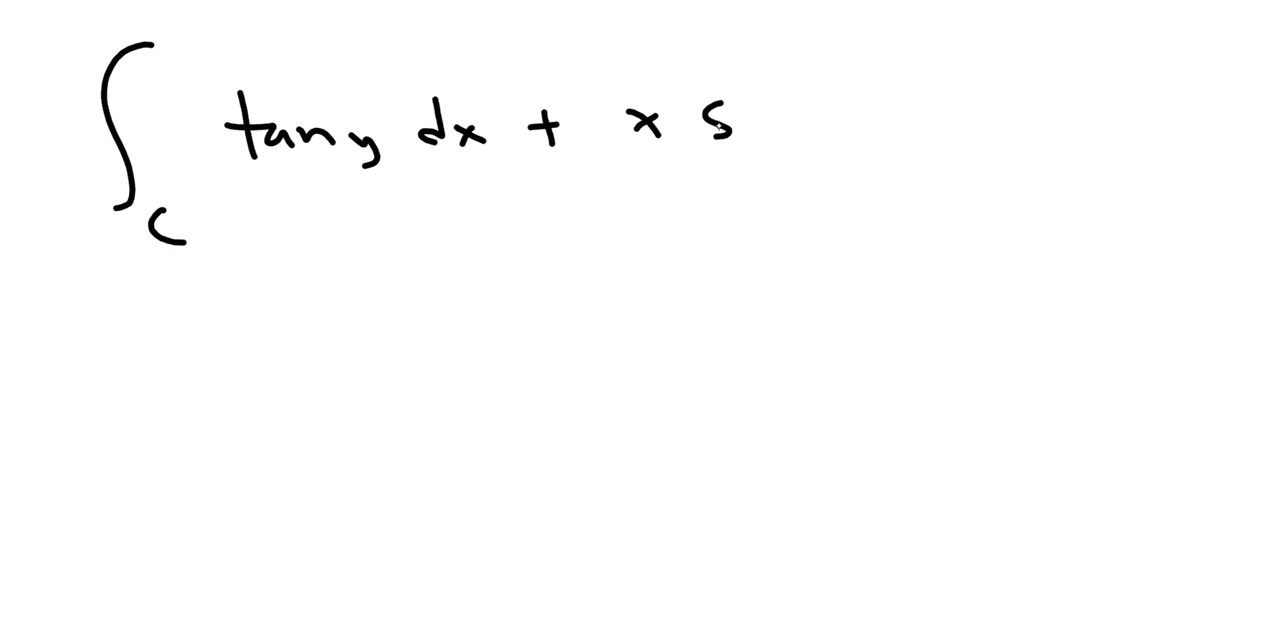 ∫_C tan y dx + x s